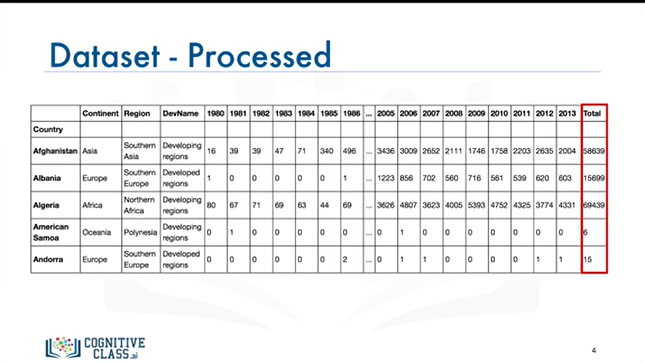 Dataset - Processed
Continent Region DevName 1980 1981 1982 1983 1984 1985 1986 ... 2005 2006 2007 2008 2009 2010 2011 2012 2013 Total
Country
Afghanistan Asia Southern Asia Developing regions 16 39 39 47 71 340 496 ... 3436 3009 2652 2111 1746 1758 2203 2635 2004 58639
Albania Europe Southern Europe Developed regions 1 0 0 0 0 0 1 ... 1223 856 702 560 716 561 539 620 603 15699
Algeria Africa Northern Africa Developing regions 80 67 71 69 63 44 69 ... 3626 4807 3623 4005 5393 4752 4325 3774 4331 69439
American Samoa Oceania Polynesia Developing regions 0 1 0 0 0 0 0 ... 0 1 0 0 0 0 0 0 0 6
Andorra Europe Southern Europe Developed regions 0 0 0 0 0 0 2 ... 0 1 1 0 0 0 0 1 1 15
COGNITIVE
CLASS.ai
4